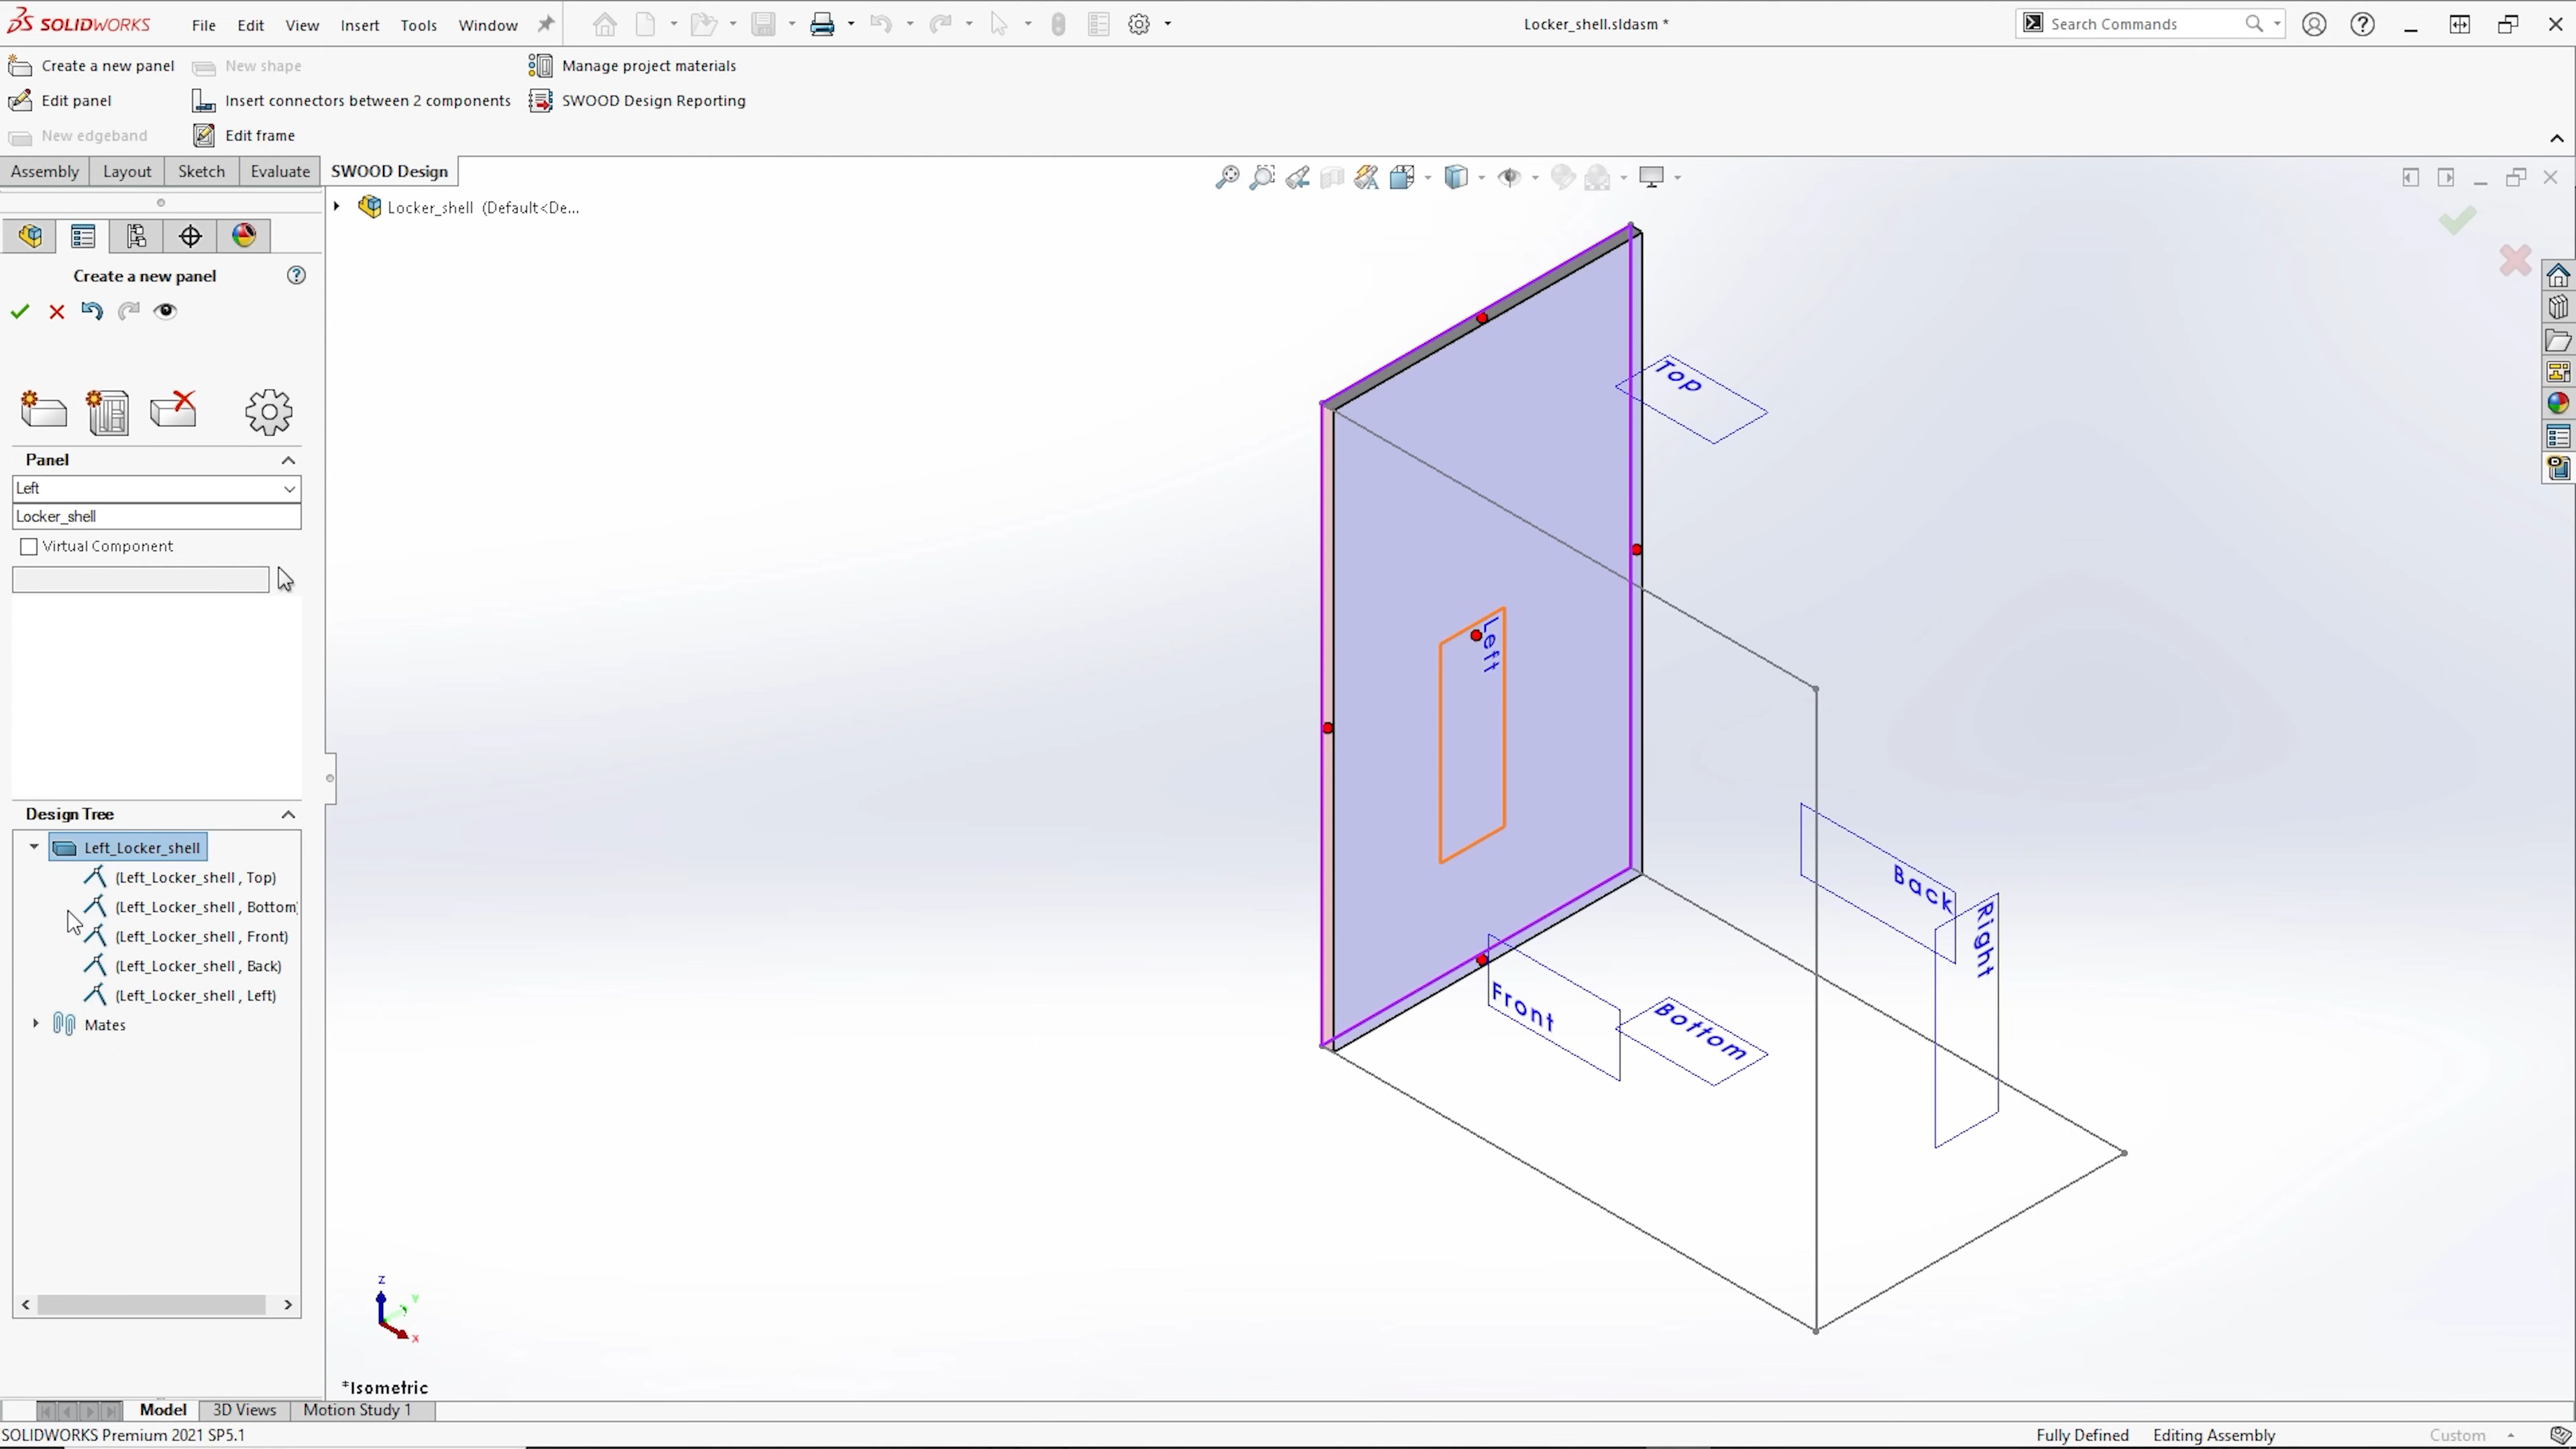 SOLIDWORKS File Edit View Insert Tools Window Locker_shell.sldasm * Search Commands
Create a new panel New shape Manage project materials
Edit panel Insert connectors between 2 components SWOOD Design Reporting
New edgeband Edit frame
Assembly Layout Sketch Evaluate SWOOD Design
Locker_shell (Default<De...
Create a new panel
Panel
Left
Locker_shell
Virtual Component
Design Tree
Left_Locker_shell
(Left_Locker_shell , Top)
(Left_Locker_shell , Bottom)
(Left_Locker_shell , Front)
(Left_Locker_shell , Back)
(Left_Locker_shell , Left)
Mates
Top
Left
Back
Right
Front
Bottom
Z
Y
X
*Isometric
Model 3D Views Motion Study 1
SOLIDWORKS Premium 2021 SP5.1 Fully Defined Editing Assembly Custom